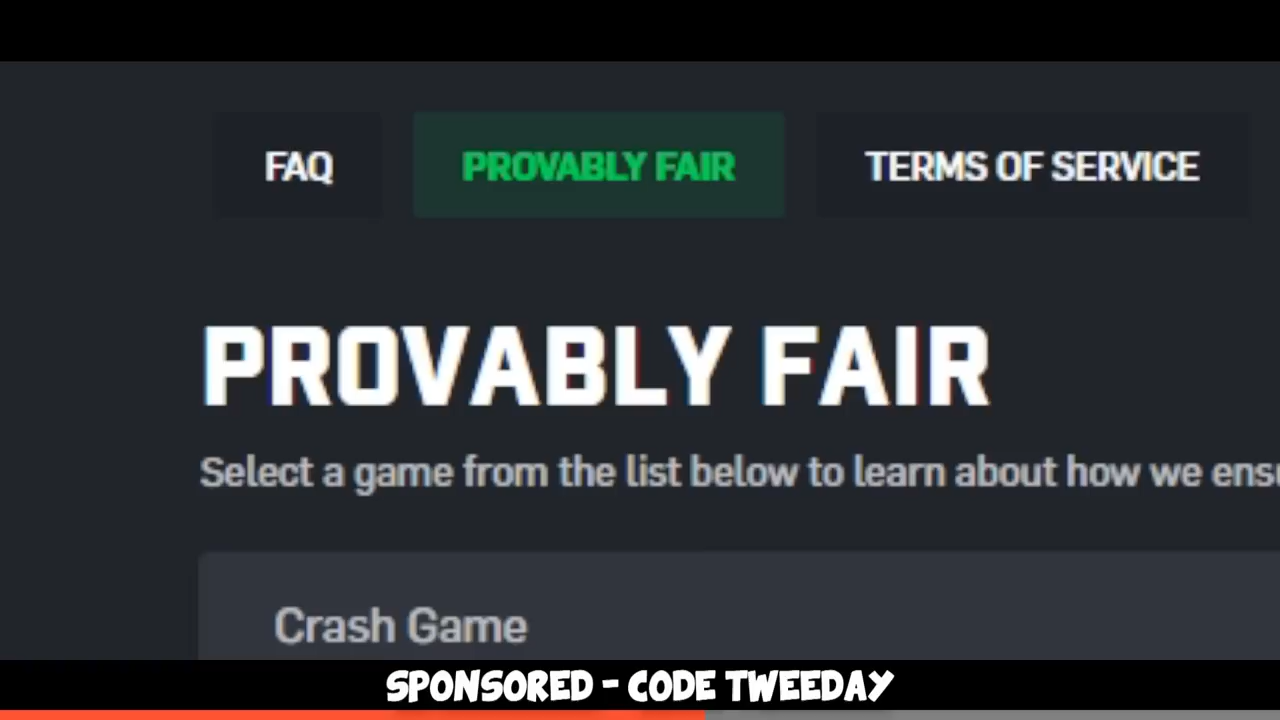 FAQ PROVABLY FAIR TERMS OF SERVICE
PROVABLY FAIR
Select a game from the list below to learn about how we
Crash Game
SPONSORED - CODE TWEEDAY